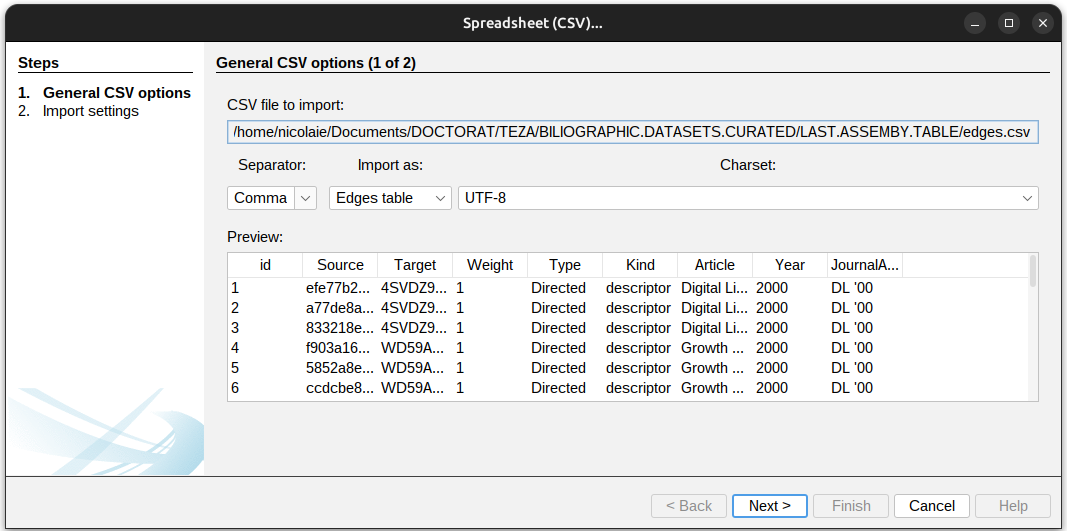 Spreadsheet (CSV)...
Steps
1. General CSV options
2. Import settings
General CSV options (1 of 2)
CSV file to import:
/home/nicolaie/Documents/DOCTORAT/TEZA/BILIOGRAPHIC.DATASETS.CURATED/LAST.ASSEMBY.TABLE/edges.csv
Separator: Import as: Charset:
Comma Edges table UTF-8
Preview:
id Source Target Weight Type Kind Article Year JournalA...
1 efe77b2... 4SVDZ9... 1 Directed descriptor Digital Li... 2000 DL '00
2 a77de8a... 4SVDZ9... 1 Directed descriptor Digital Li... 2000 DL '00
3 833218e... 4SVDZ9... 1 Directed descriptor Digital Li... 2000 DL '00
4 f903a16... WD59A... 1 Directed descriptor Growth ... 2000 DL '00
5 5852a8e... WD59A... 1 Directed descriptor Growth ... 2000 DL '00
6 ccdcbe8... WD59A... 1 Directed descriptor Growth ... 2000 DL '00
< Back Next > Finish Cancel Help